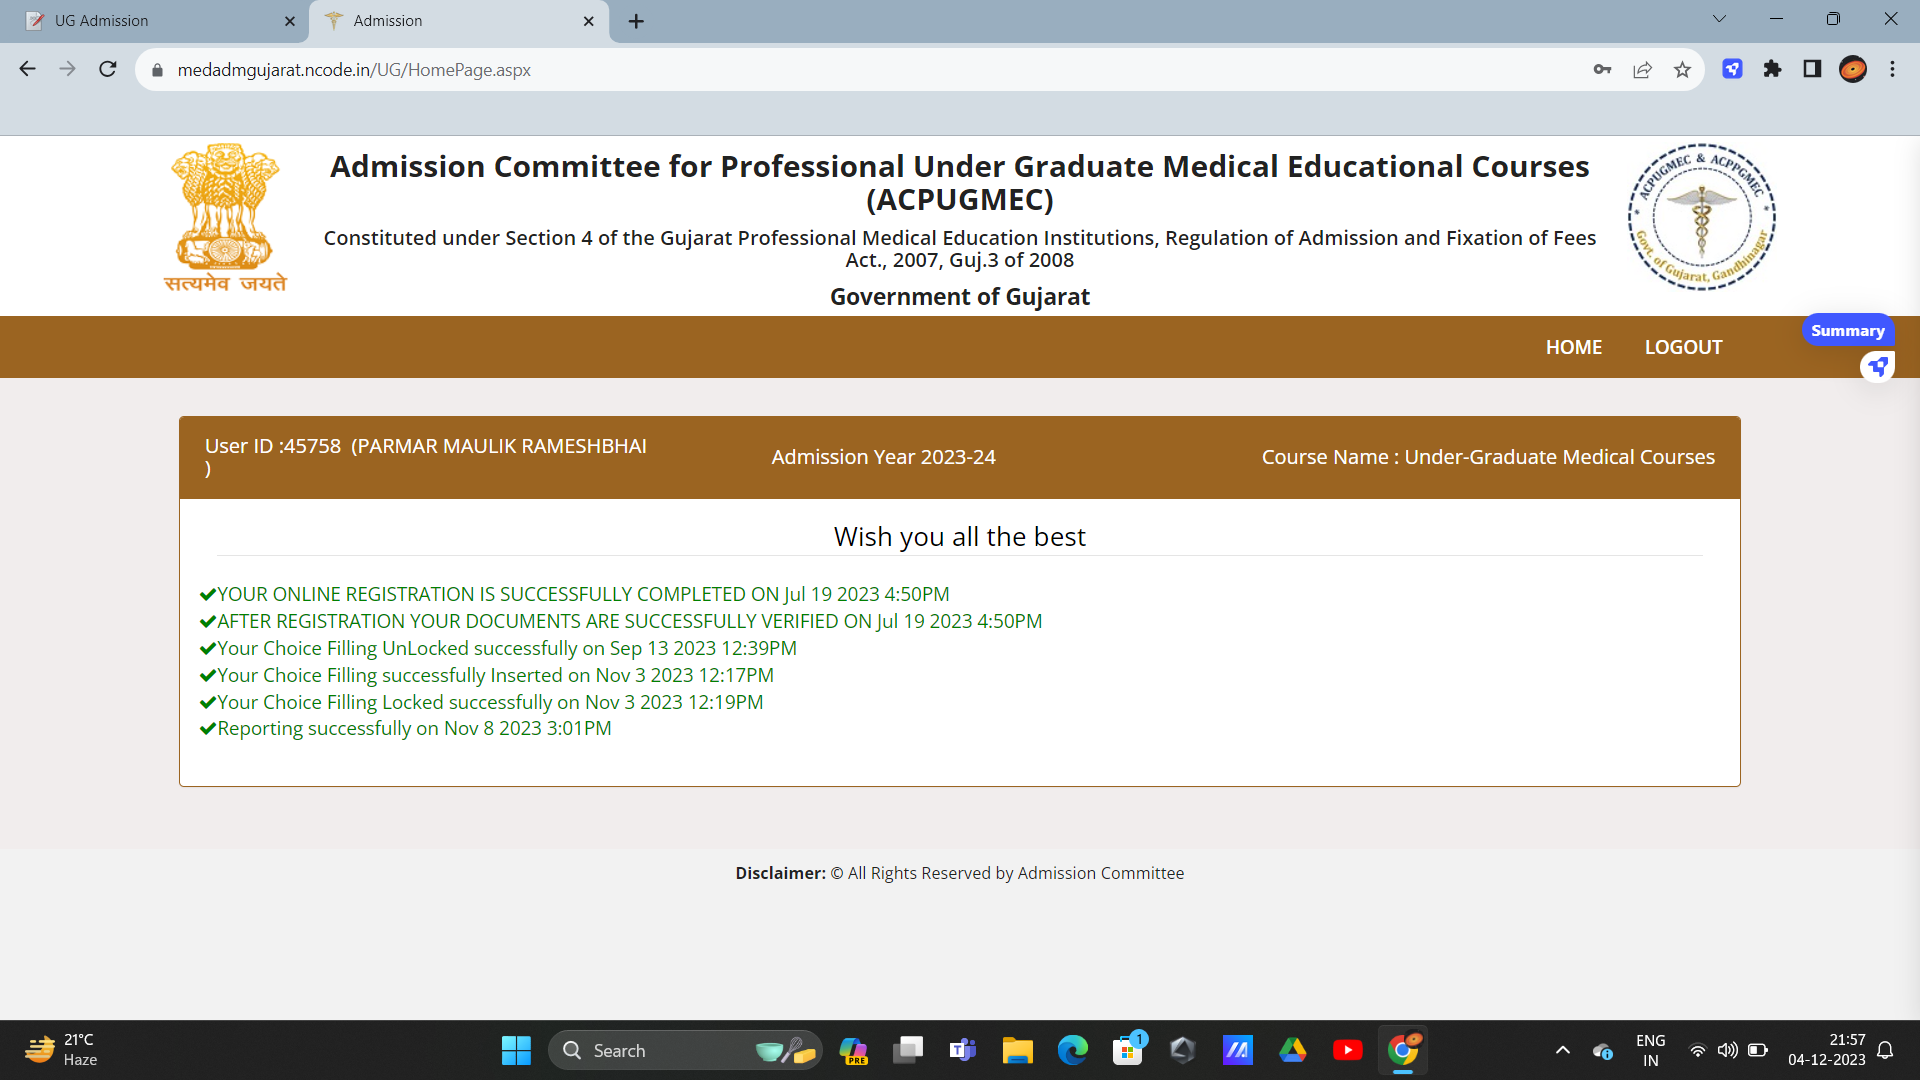 UG Admission
Admission
medadmgujarat.ncode.in/UG/HomePage.aspx
Admission Committee for Professional Under Graduate Medical Educational Courses
(ACPUGMEC)
Constituted under Section 4 of the Gujarat Professional Medical Education Institutions, Regulation of Admission and Fixation of Fees
Act., 2007, Guj.3 of 2008
Government of Gujarat
सत्यमेव जयते
ACPUGMEC & ACPPGMEC
Govt. of Gujarat, Gandhinagar
HOME
LOGOUT
Summary
User ID :45758 (PARMAR MAULIK RAMESHBHAI
)
Admission Year 2023-24
Course Name : Under-Graduate Medical Courses
Wish you all the best
YOUR ONLINE REGISTRATION IS SUCCESSFULLY COMPLETED ON Jul 19 2023 4:50PM
AFTER REGISTRATION YOUR DOCUMENTS ARE SUCCESSFULLY VERIFIED ON Jul 19 2023 4:50PM
Your Choice Filling UnLocked successfully on Sep 13 2023 12:39PM
Your Choice Filling successfully Inserted on Nov 3 2023 12:17PM
Your Choice Filling Locked successfully on Nov 3 2023 12:19PM
Reporting successfully on Nov 8 2023 3:01PM
Disclaimer: © All Rights Reserved by Admission Committee
21°C
Haze
Search
PRE
1
ENG
IN
21:57
04-12-2023